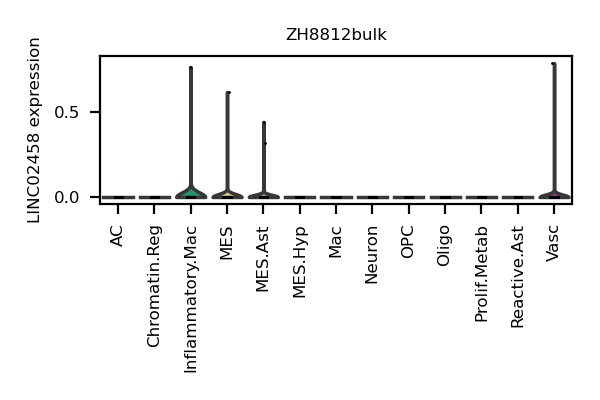 ZH8812bulk
LINC02458 expression
0.5
0.0
AC
Chromatin.Reg
Inflammatory.Mac
MES
MES.Ast
MES.Hyp
Mac
Neuron
OPC
Oligo
Prolif.Metab
Reactive.Ast
Vasc